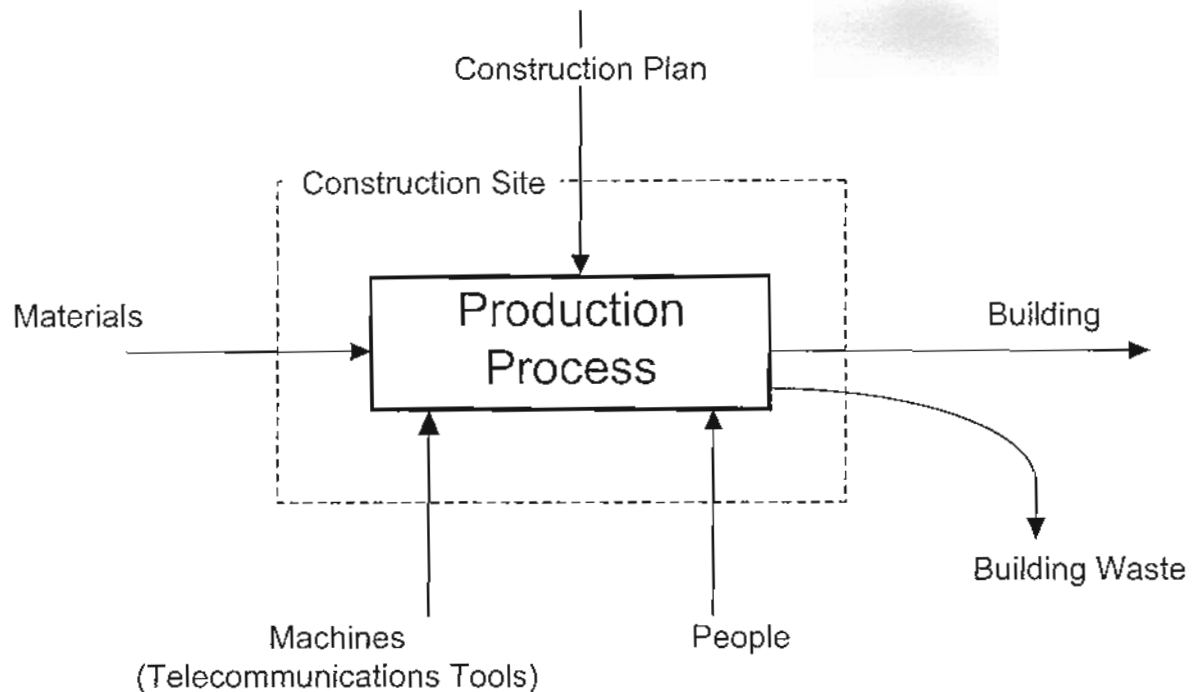 Construction Plan
Construction Site
Production
Process
Materials
Building
Building Waste
Machines
(Telecommunications Tools)
People